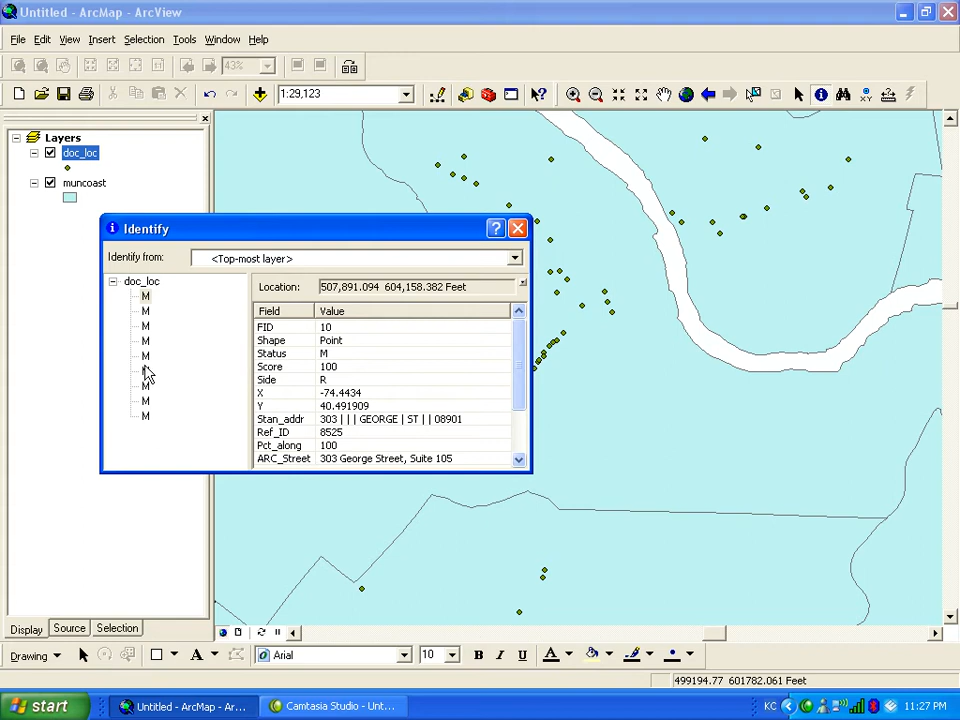 Untitled - ArcMap - ArcView
File Edit View Insert Selection Tools Window Help
43%
1:29,123
Layers
doc_loc
muncoast
Identify
Identify from: <Top-most layer>
doc_loc
M
M
M
M
M
M
M
M
Location: 507,891.094 604,158.382 Feet
Field Value
FID 10
Shape Point
Status M
Score 100
Side R
X -74.4434
Y 40.491909
Stan_addr 303 | | | GEORGE | ST | | 08901
Ref_ID 8525
Pct_along 100
ARC_Street 303 George Street, Suite 105
Display Source Selection
Drawing A Arial 10 B I U A
499194.77 601782.061 Feet
start Untitled - ArcMap - Ar... Camtasia Studio - Unt... KC 11:27 PM